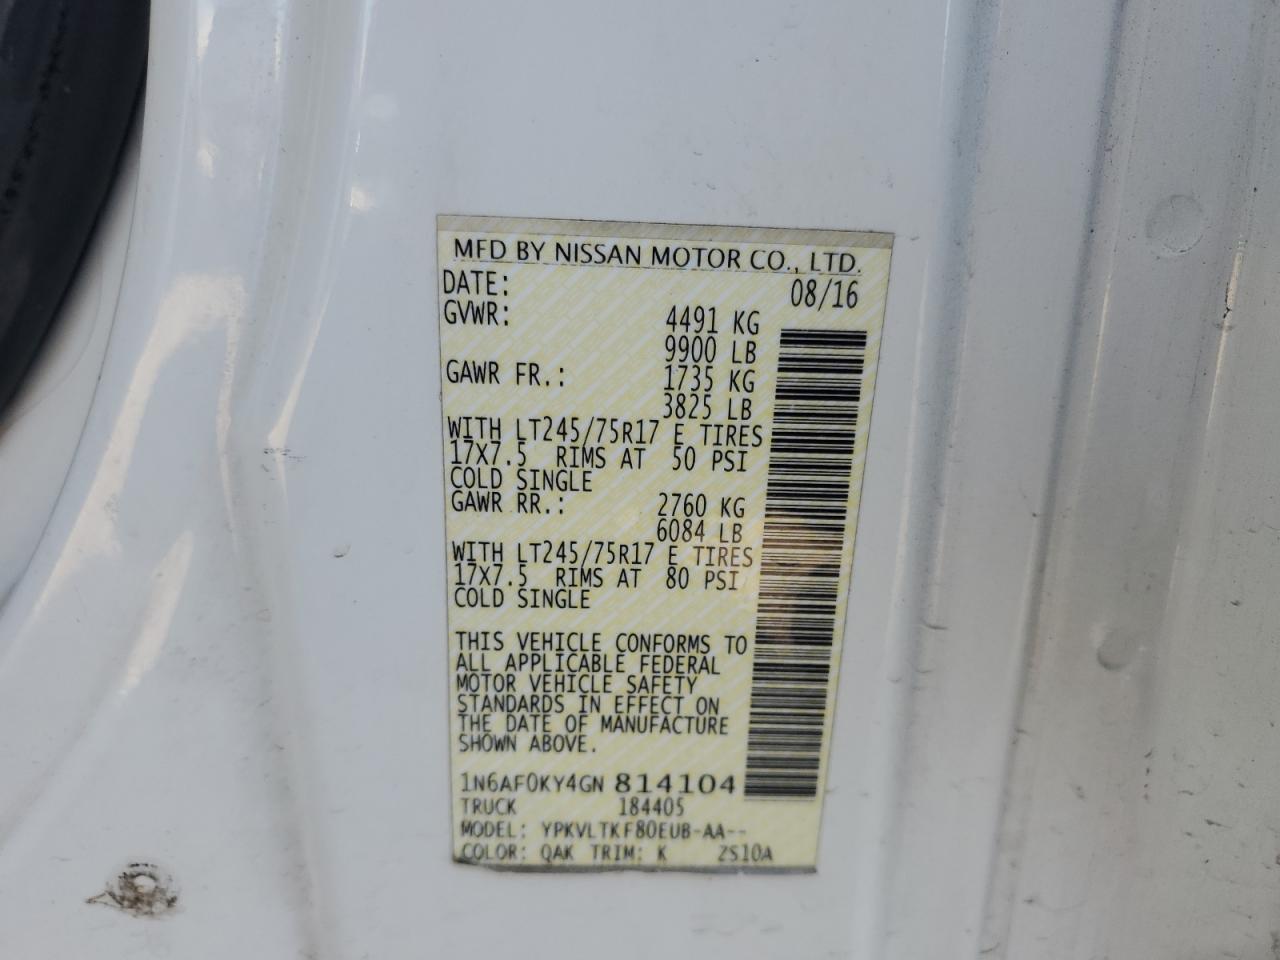 MFD BY NISSAN MOTOR CO., LTD.
DATE: 08/16
GVWR: 4491 KG
9900 LB
GAWR FR.: 1735 KG
3825 LB
WITH LT245/75R17 E TIRES
17X7.5 RIMS AT 50 PSI
COLD SINGLE
GAWR RR.: 2760 KG
6084 LB
WITH LT245/75R17 E TIRES
17X7.5 RIMS AT 80 PSI
COLD SINGLE
THIS VEHICLE CONFORMS TO
ALL APPLICABLE FEDERAL
MOTOR VEHICLE SAFETY
STANDARDS IN EFFECT ON
THE DATE OF MANUFACTURE
SHOWN ABOVE.
1N6AF0KY4GN 814104
TRUCK 184405
MODEL: YPKVLTKF80EUB-AA--
COLOR: QAK TRIM: K 2S10A